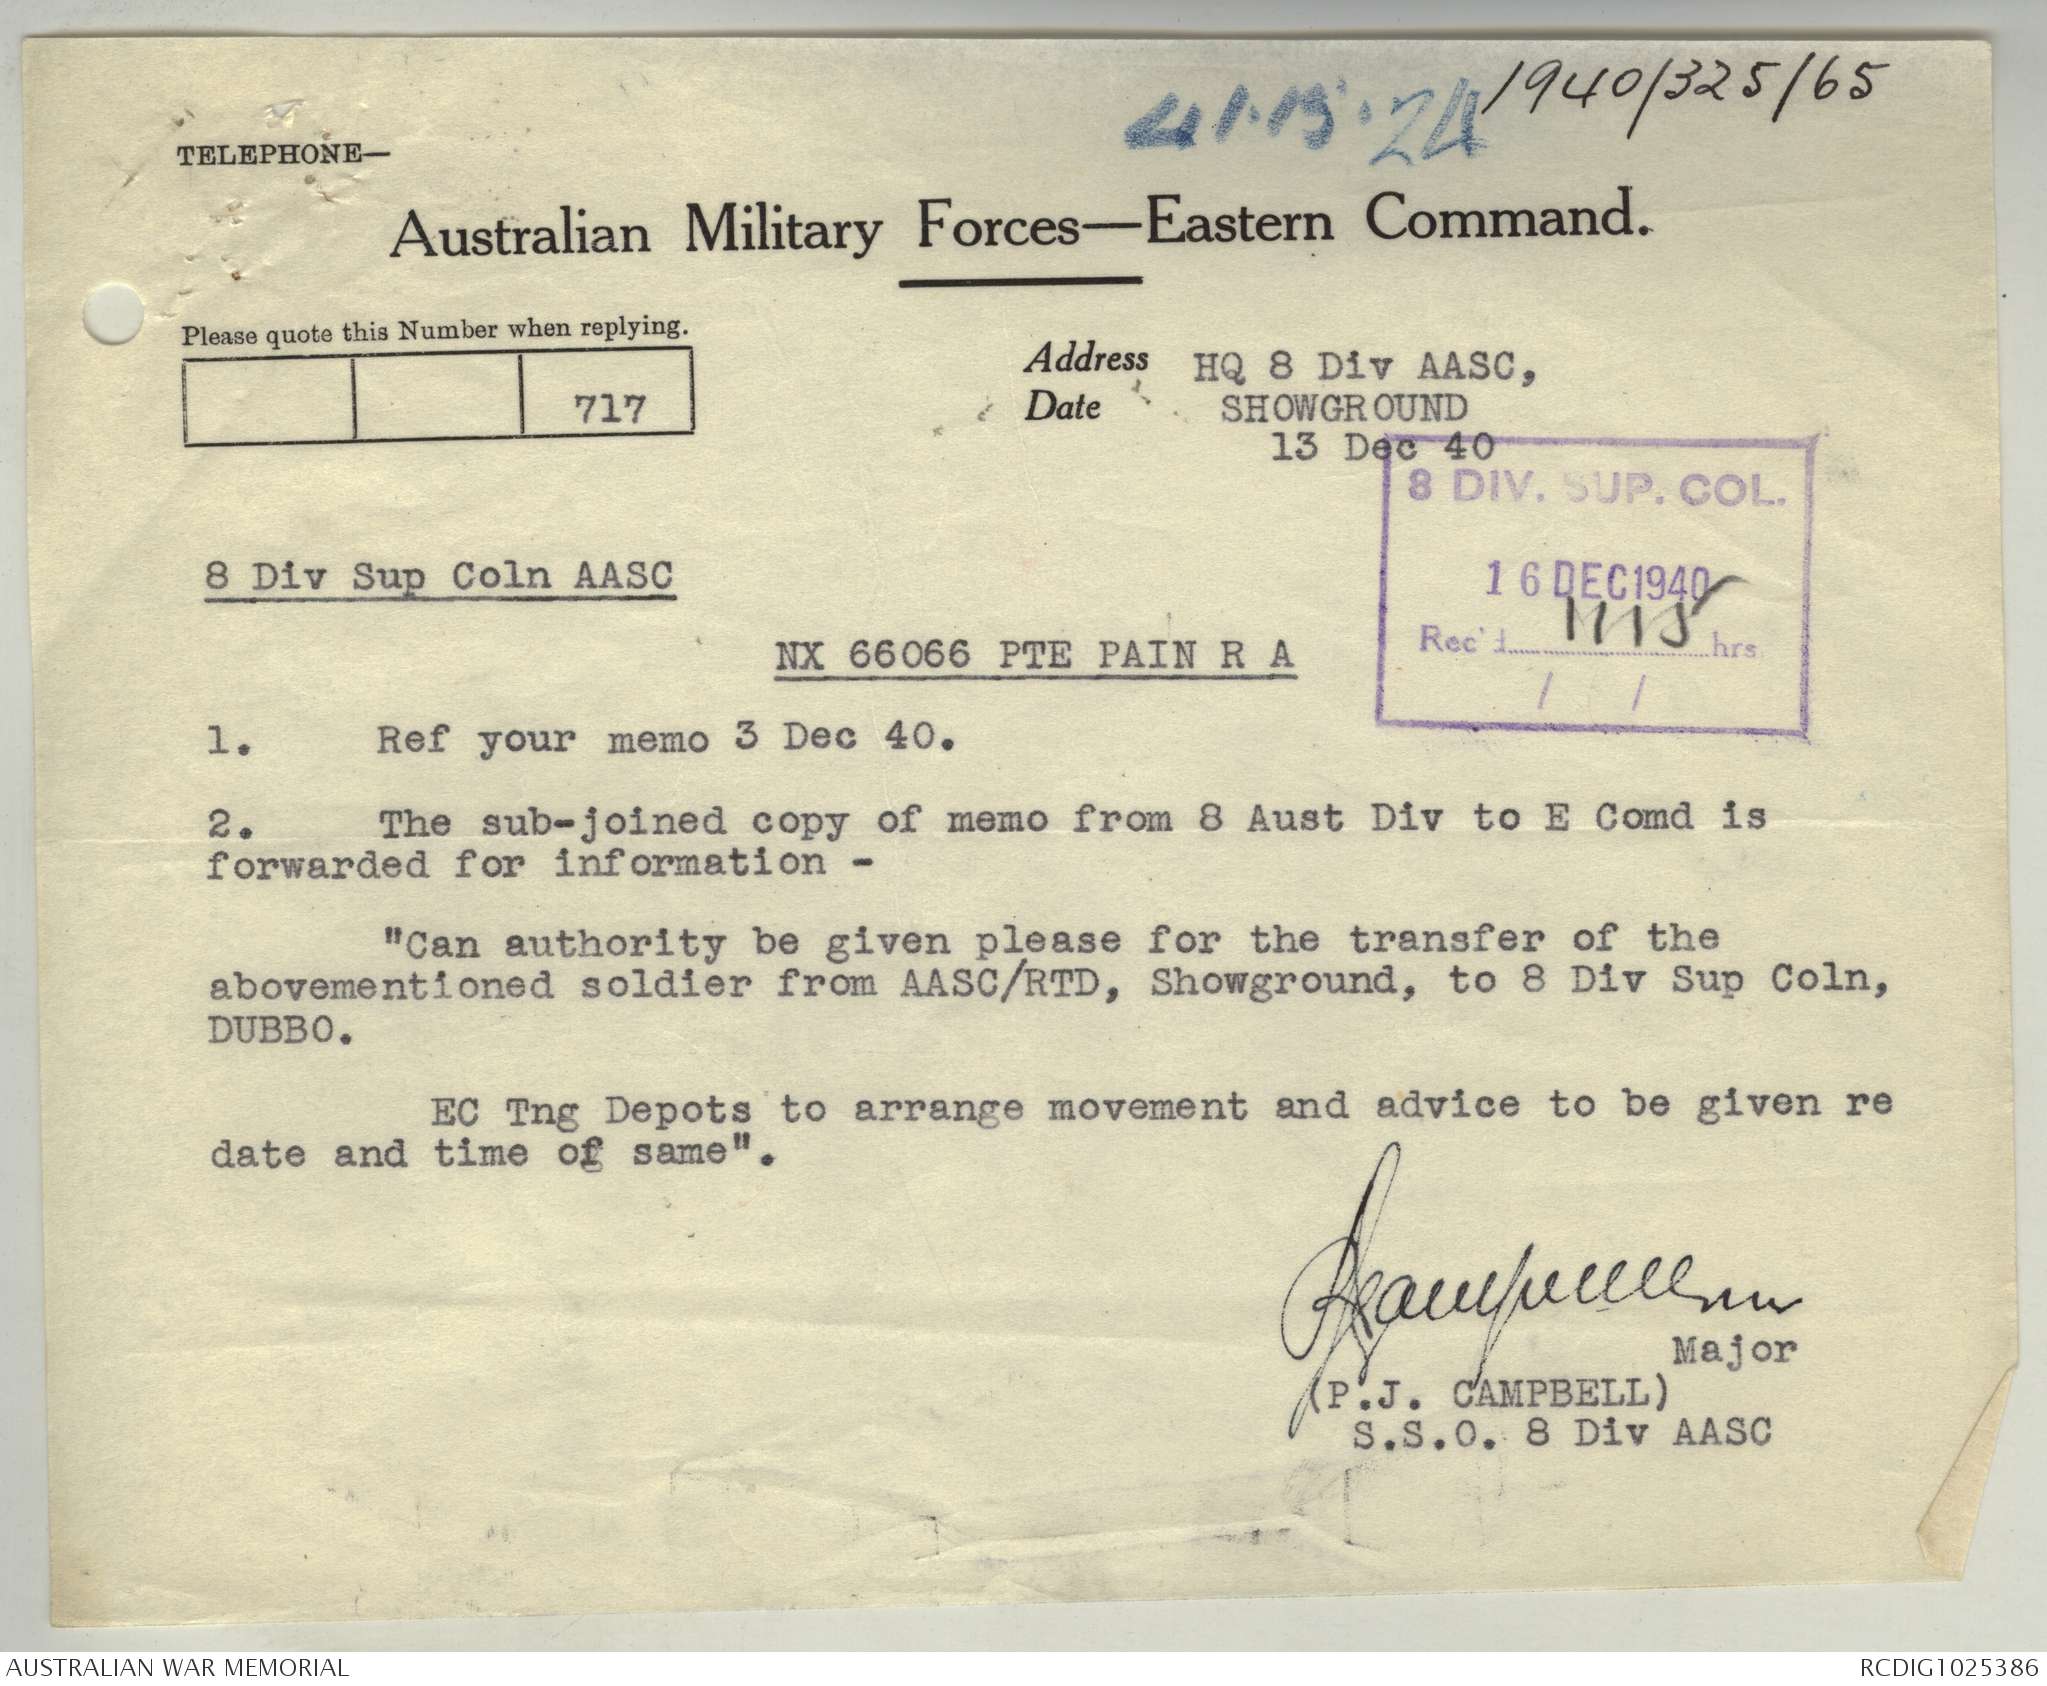 1940/325/65
TELEPHONE—
Australian Military Forces—Eastern Command.
Please quote this Number when replying.
717
Address HQ 8 Div AASC,
Date SHOWGROUND
13 Dec 40
8 DIV. SUP. COL.
16 DEC 1940
Rec'd 1115 hrs
/ /
8 Div Sup Coln AASC
NX 66066 PTE PAIN R A
1. Ref your memo 3 Dec 40.
2. The sub-joined copy of memo from 8 Aust Div to E Comd is
forwarded for information -
"Can authority be given please for the transfer of the
abovementioned soldier from AASC/RTD, Showground, to 8 Div Sup Coln,
DUBBO.
EC Tng Depots to arrange movement and advice to be given re
date and time of same".
Major
(P.J. CAMPBELL)
S.S.O. 8 Div AASC
AUSTRALIAN WAR MEMORIAL
RCDIG1025386